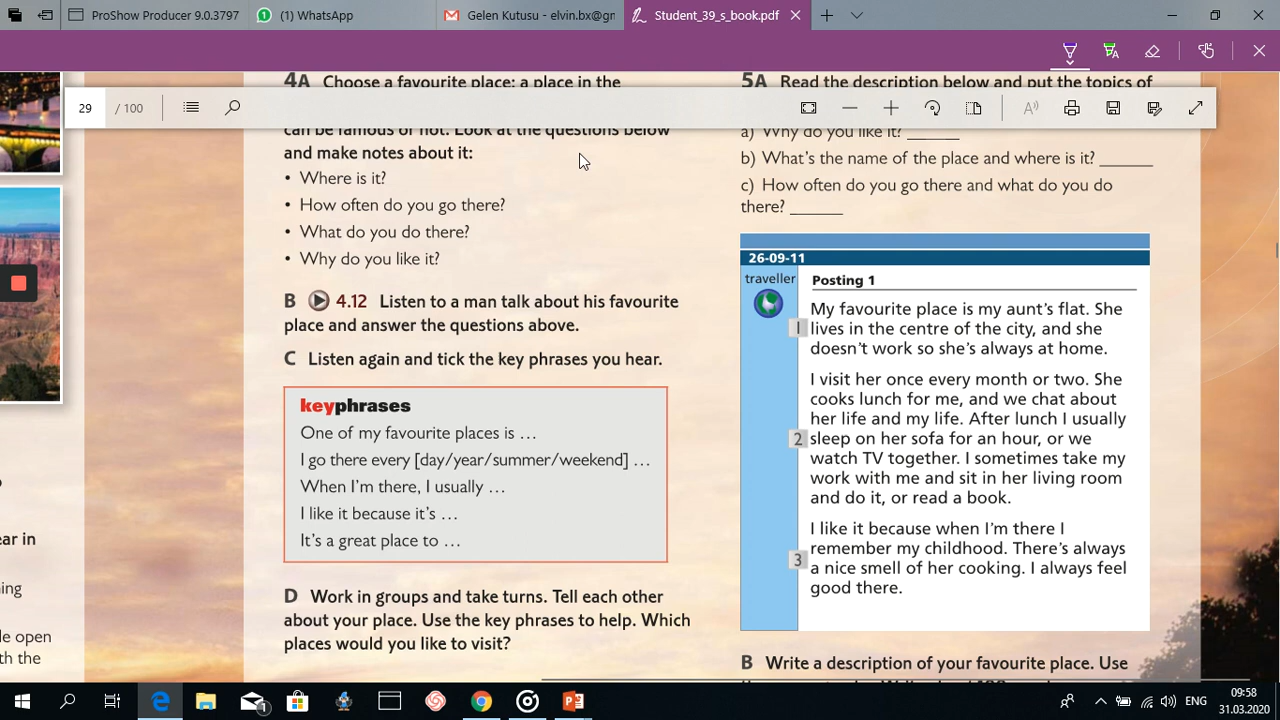 ProShow Producer 9.0.3797
(1) WhatsApp
Gelen Kutusu - elvin.bx@gn
Student_39_s_book.pdf
29 / 100
4A Choose a favourite place: a place in the
can be famous or not. Look at the questions below
and make notes about it:
• Where is it?
• How often do you go there?
• What do you do there?
• Why do you like it?
B 4.12 Listen to a man talk about his favourite
place and answer the questions above.
C Listen again and tick the key phrases you hear.
keyphrases
One of my favourite places is …
I go there every [day/year/summer/weekend] …
When I'm there, I usually …
I like it because it's …
It's a great place to …
D Work in groups and take turns. Tell each other
about your place. Use the key phrases to help. Which
places would you like to visit?
5A Read the description below and put the topics of
a) Why do you like it? ______
b) What's the name of the place and where is it? ______
c) How often do you go there and what do you do
there? ______
26-09-11
traveller
Posting 1
My favourite place is my aunt's flat. She
1 lives in the centre of the city, and she
doesn't work so she's always at home.
I visit her once every month or two. She
cooks lunch for me, and we chat about
her life and my life. After lunch I usually
2 sleep on her sofa for an hour, or we
watch TV together. I sometimes take my
work with me and sit in her living room
and do it, or read a book.
I like it because when I'm there I
remember my childhood. There's always
3 a nice smell of her cooking. I always feel
good there.
B Write a description of your favourite place. Use
ear in
ing
le open
th the
ENG
09:58
31.03.2020